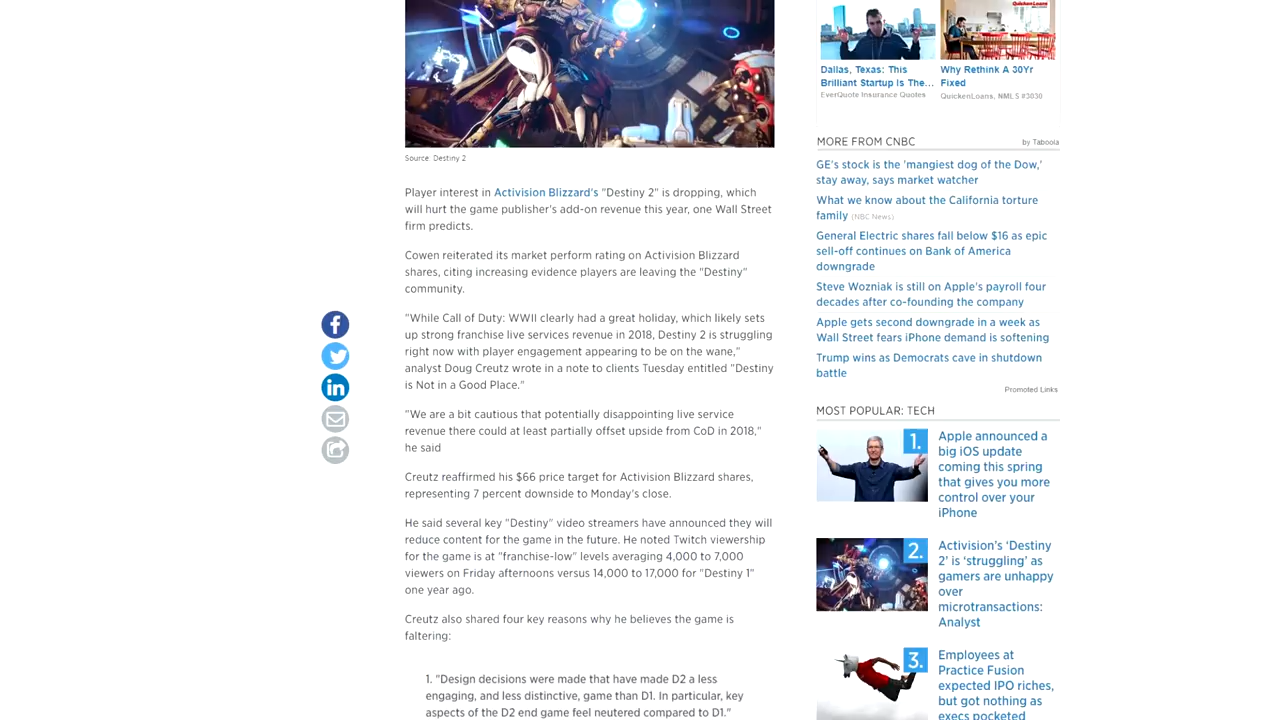 Source: Destiny 2
Player interest in Activision Blizzard's "Destiny 2" is dropping, which
will hurt the game publisher's add-on revenue this year, one Wall Street
firm predicts.
Cowen reiterated its market perform rating on Activision Blizzard
shares, citing increasing evidence players are leaving the "Destiny"
community.
"While Call of Duty: WWII clearly had a great holiday, which likely sets
up strong franchise live services revenue in 2018, Destiny 2 is struggling
right now with player engagement appearing to be on the wane,"
analyst Doug Creutz wrote in a note to clients Tuesday entitled "Destiny
is Not in a Good Place."
"We are a bit cautious that potentially disappointing live service
revenue there could at least partially offset upside from CoD in 2018,"
he said
Creutz reaffirmed his $66 price target for Activision Blizzard shares,
representing 7 percent downside to Monday's close.
He said several key "Destiny" video streamers have announced they will
reduce content for the game in the future. He noted Twitch viewership
for the game is at "franchise-low" levels averaging 4,000 to 7,000
viewers on Friday afternoons versus 14,000 to 17,000 for "Destiny 1"
one year ago.
Creutz also shared four key reasons why he believes the game is
faltering:
1. "Design decisions were made that have made D2 a less
engaging, and less distinctive, game than D1. In particular, key
aspects of the D2 end game feel neutered compared to D1."
QuickenLoans
Dallas, Texas: This
Brilliant Startup Is The...
EverQuote Insurance Quotes
Why Rethink A 30Yr
Fixed
QuickenLoans, NMLS #3030
MORE FROM CNBC
by Taboola
GE's stock is the 'mangiest dog of the Dow,'
stay away, says market watcher
What we know about the California torture
family (NBC News)
General Electric shares fall below $16 as epic
sell-off continues on Bank of America
downgrade
Steve Wozniak is still on Apple's payroll four
decades after co-founding the company
Apple gets second downgrade in a week as
Wall Street fears iPhone demand is softening
Trump wins as Democrats cave in shutdown
battle
Promoted Links
MOST POPULAR: TECH
1.
Apple announced a
big iOS update
coming this spring
that gives you more
control over your
iPhone
2.
Activision's 'Destiny
2' is 'struggling' as
gamers are unhappy
over
microtransactions:
Analyst
3.
Employees at
Practice Fusion
expected IPO riches,
but got nothing as
execs pocketed